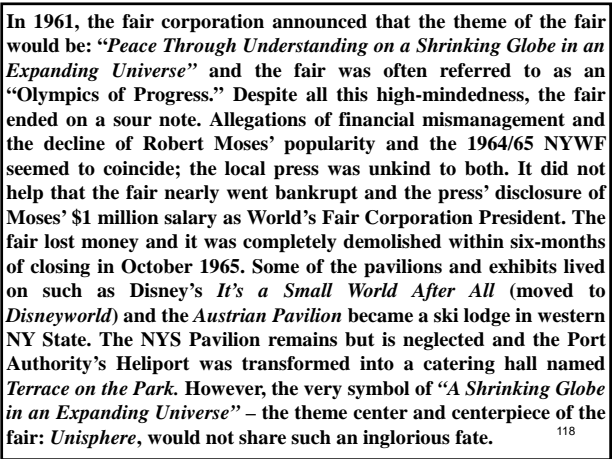 In 1961, the fair corporation announced that the theme of the fair
would be: “Peace Through Understanding on a Shrinking Globe in an
Expanding Universe” and the fair was often referred to as an
“Olympics of Progress.” Despite all this high-mindedness, the fair
ended on a sour note. Allegations of financial mismanagement and
the decline of Robert Moses’ popularity and the 1964/65 NYWF
seemed to coincide; the local press was unkind to both. It did not
help that the fair nearly went bankrupt and the press’ disclosure of
Moses’ $1 million salary as World’s Fair Corporation President. The
fair lost money and it was completely demolished within six-months
of closing in October 1965. Some of the pavilions and exhibits lived
on such as Disney’s It’s a Small World After All (moved to
Disneyworld) and the Austrian Pavilion became a ski lodge in western
NY State. The NYS Pavilion remains but is neglected and the Port
Authority’s Heliport was transformed into a catering hall named
Terrace on the Park. However, the very symbol of “A Shrinking Globe
in an Expanding Universe” – the theme center and centerpiece of the
fair: Unisphere, would not share such an inglorious fate. 118